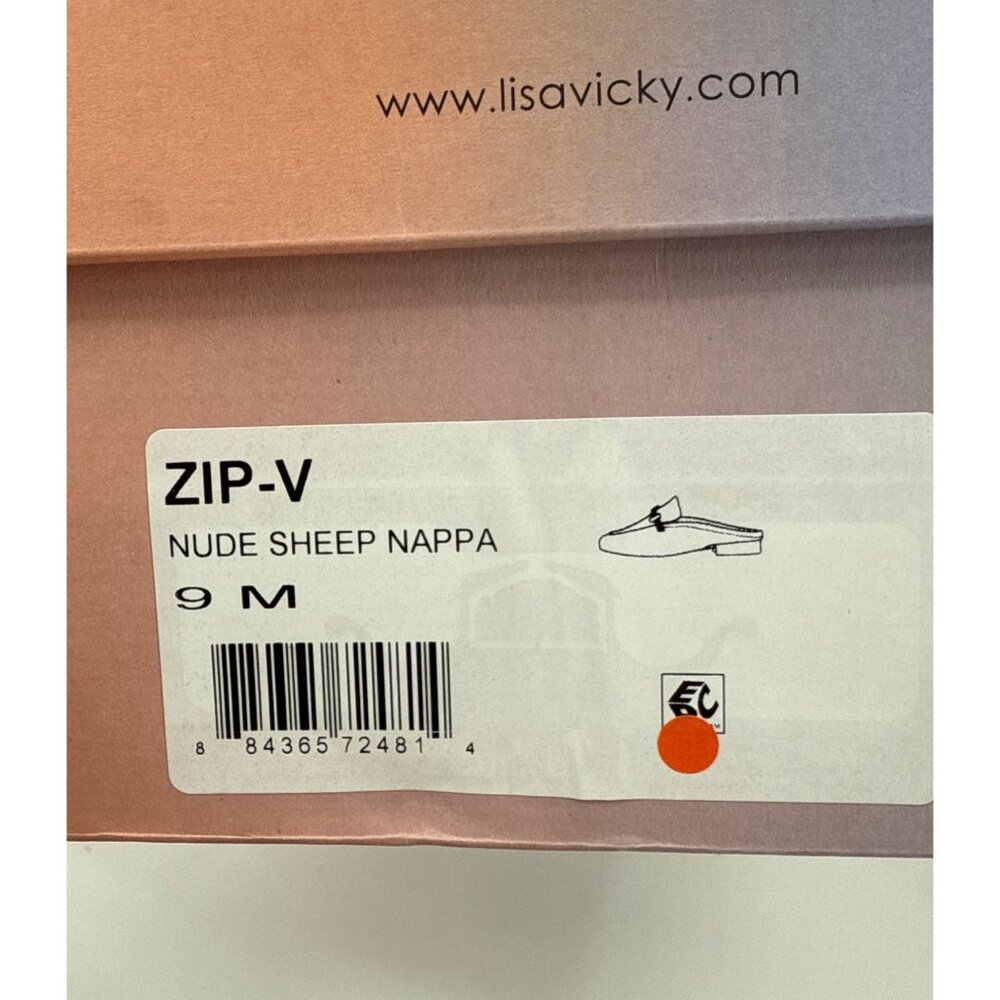 www.lisavicky.com
ZIP-V
NUDE SHEEP NAPPA
9 M
8 84365 72481 4